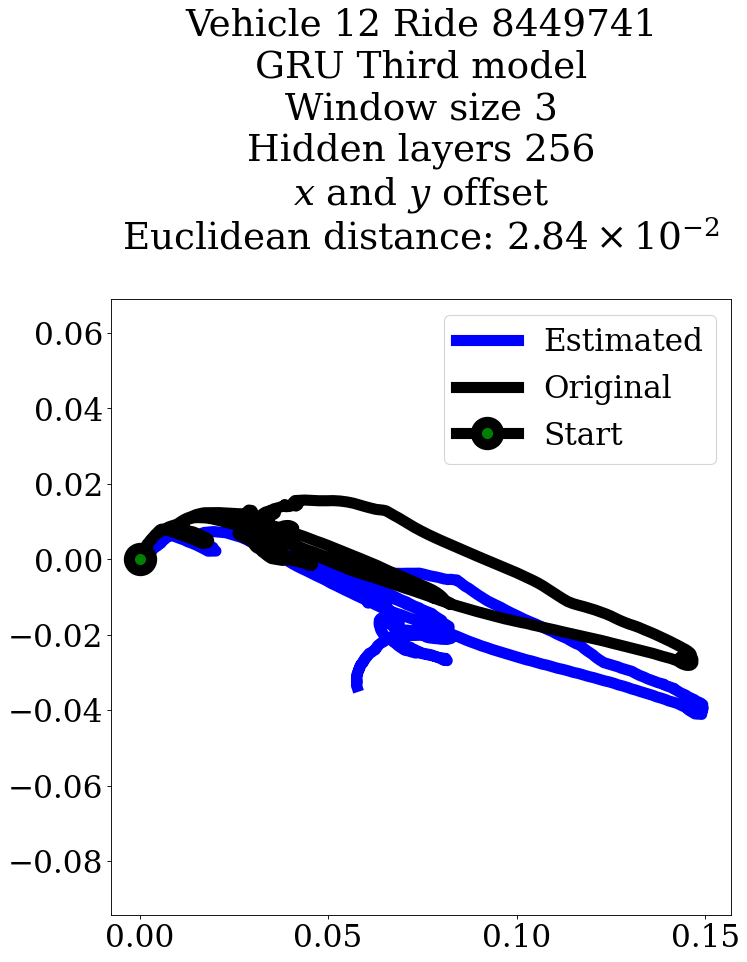 Vehicle 12 Ride 8449741
GRU Third model
Window size 3
Hidden layers 256
x and y offset
Euclidean distance: 2.84 × 10⁻²
Estimated
Original
Start
0.06
0.04
0.02
0.00
−0.02
−0.04
−0.06
−0.08
0.00 0.05 0.10 0.15